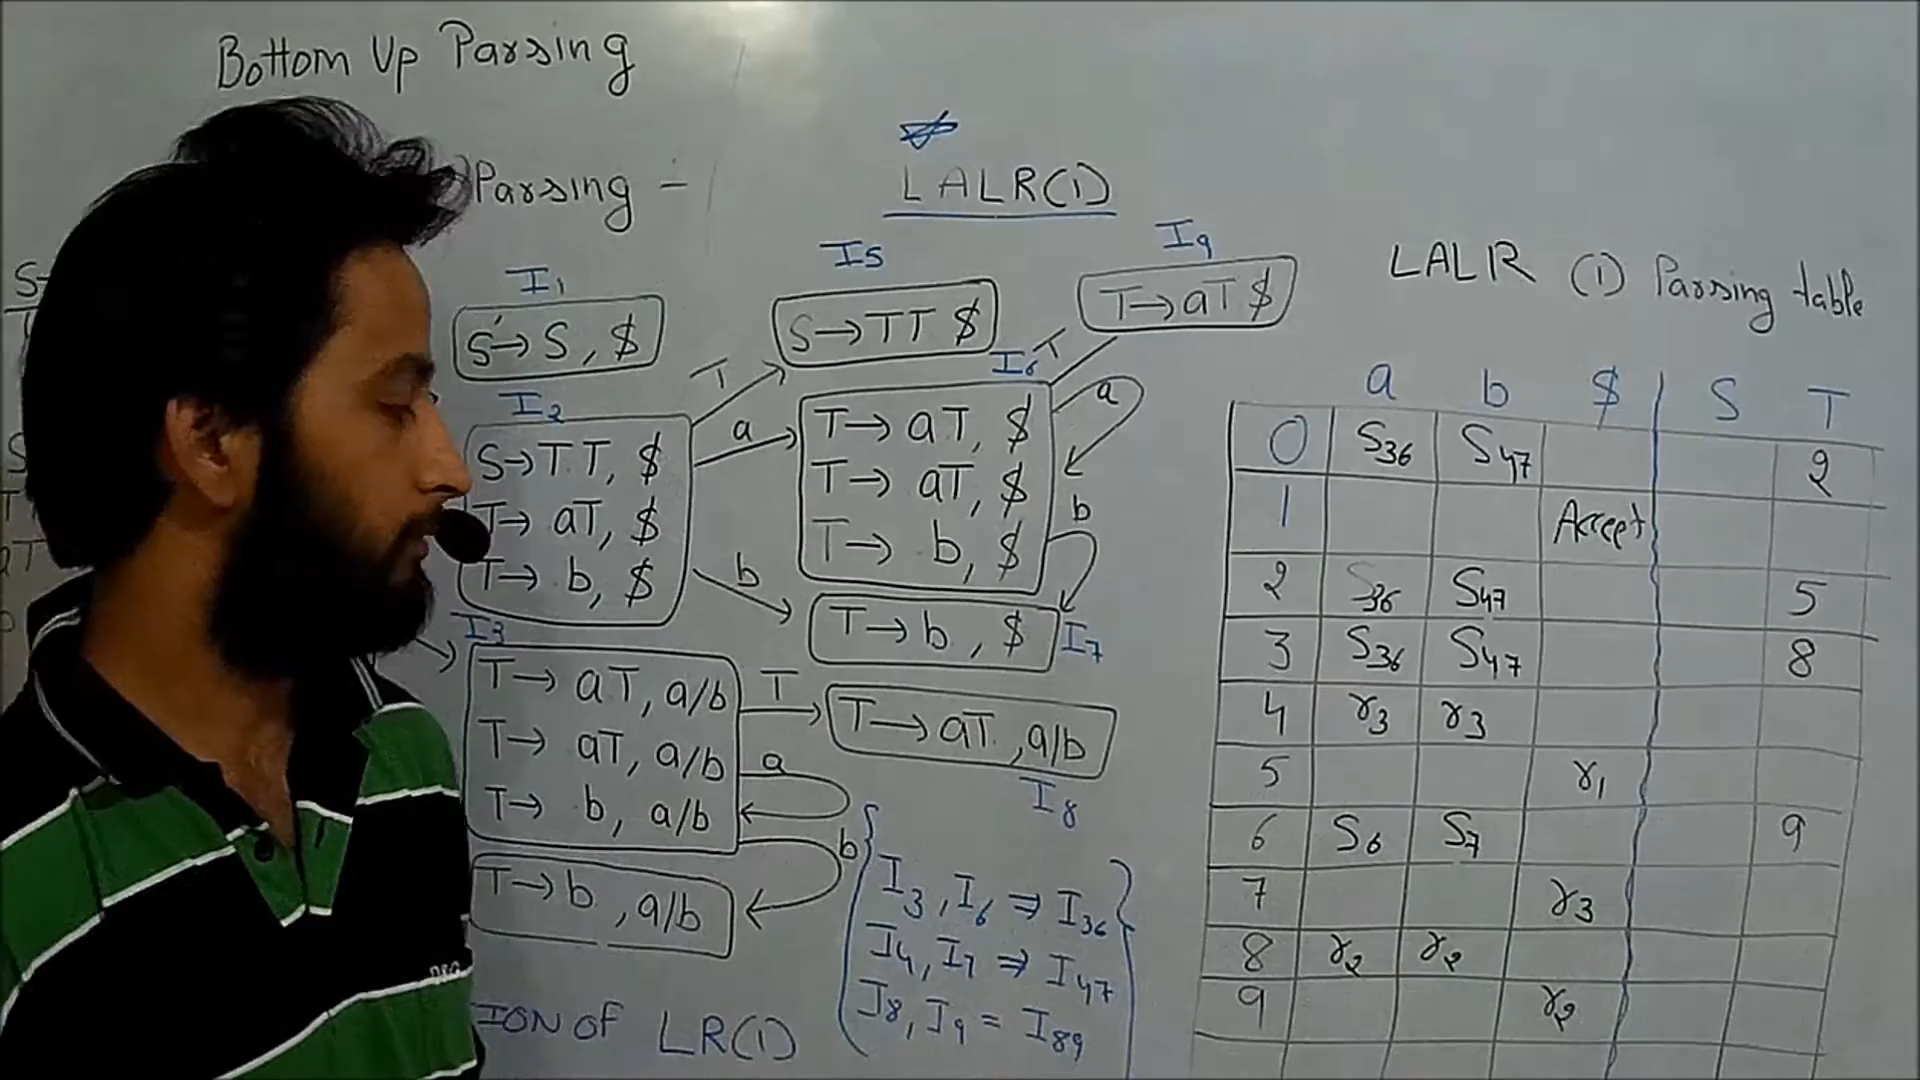 Bottom Up Parsing
Parsing -
LALR(1)
I1
S'→ S , $
I5
S→TT $
I9
T→aT $
I2
S→T T, $
T→ aT, $
T→ b, $
T
a
b
I6
T→ aT, $
T→ aT, $
T→ b, $
T
a
b
T→b , $
I7
I3
T→ aT, a/b
T→ aT, a/b
T→ b, a/b
T
a
b
T→aT ,a/b
I8
T→b ,a/b
I3, I6 ⇒ I36
I4, I7 ⇒ I47
I8, I9 = I89
ION OF LR(1)
LALR (1) Parsing table
a b $ S T
0 S36 S47 2
1 Accept
2 S36 S47 5
3 S36 S47 8
4 r3 r3
5 r1
6 S6 S7 9
7 r3
8 r2 r2
9 r2